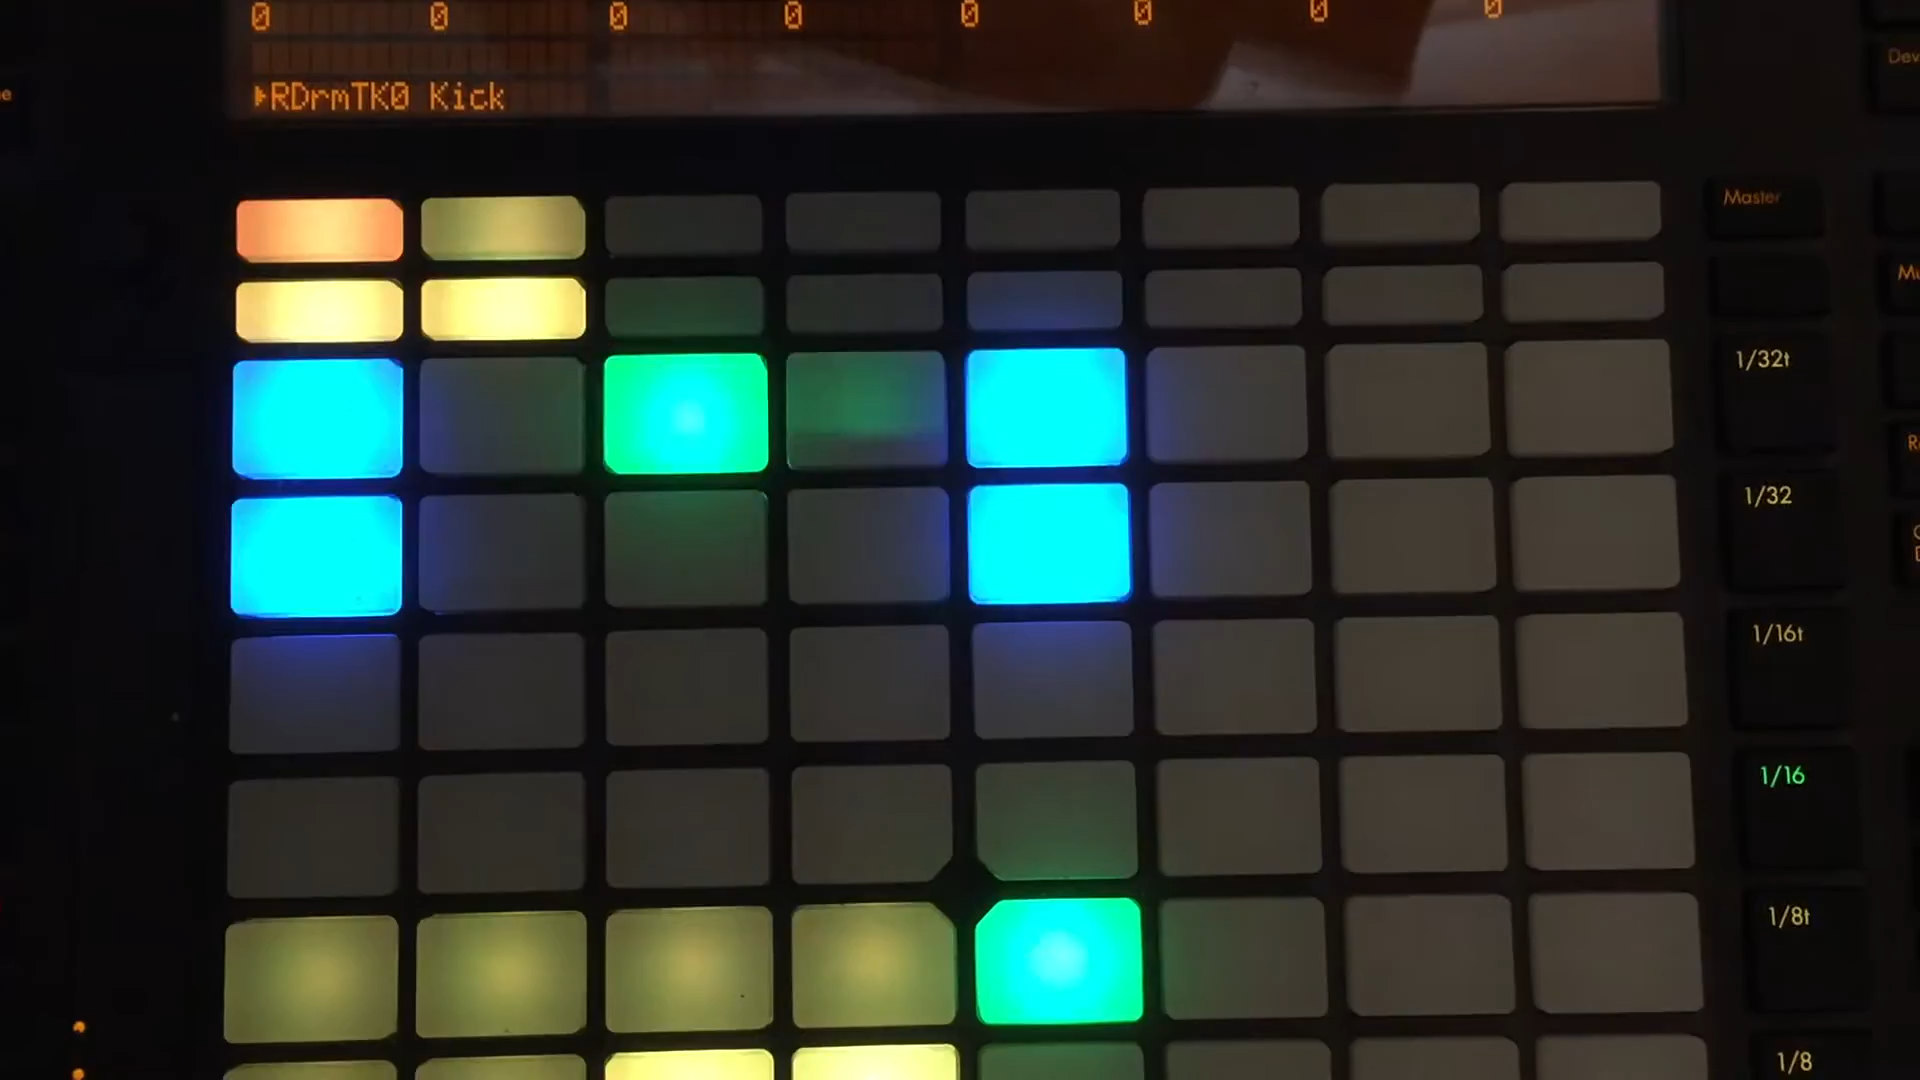 0 0 0 0 0 0 0 0
▶RDrmTK0 Kick
Master
1/32t
1/32
1/16t
1/16
1/8t
1/8